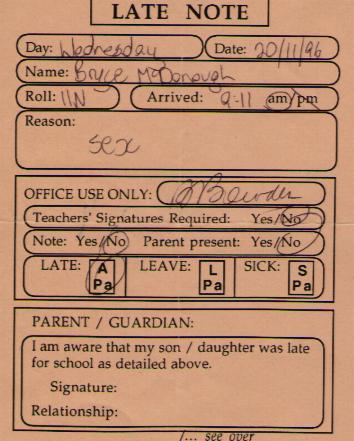 LATE NOTE
Day: Wednesday Date: 20/11/96
Name: Bryce McDonough
Roll: 11N Arrived: 9:11 am/pm
Reason:
sex
OFFICE USE ONLY:
Teachers' Signatures Required: Yes/No
Note: Yes/No Parent present: Yes/No
LATE: A Pa LEAVE: L Pa SICK: S Pa
PARENT / GUARDIAN:
I am aware that my son / daughter was late
for school as detailed above.
Signature:
Relationship:
/... see over